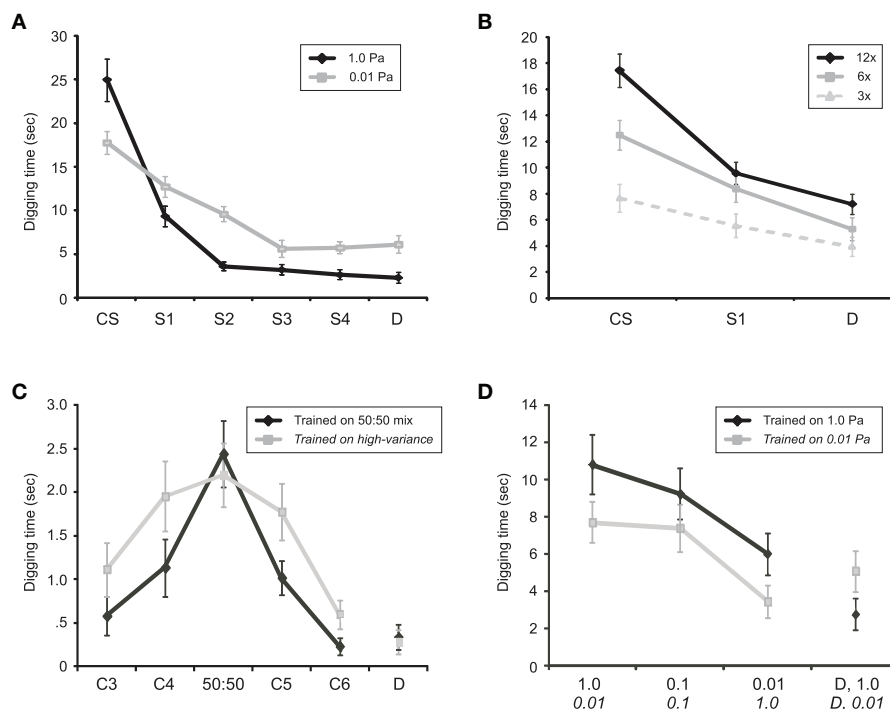 A
Digging time (sec)
30
25
20
15
10
5
0
CS S1 S2 S3 S4 D
1.0 Pa
0.01 Pa
B
Digging time (sec)
20
18
16
14
12
10
8
6
4
2
0
CS S1 D
12x
6x
3x
C
Digging time (sec)
3.0
2.5
2.0
1.5
1.0
.5
0
C3 C4 50:50 C5 C6 D
Trained on 50:50 mix
Trained on high-variance
D
Digging time (sec)
14
12
10
8
6
4
2
0
1.0 0.1 0.01 D, 1.0
0.01 0.1 1.0 D, 0.01
Trained on 1.0 Pa
Trained on 0.01 Pa